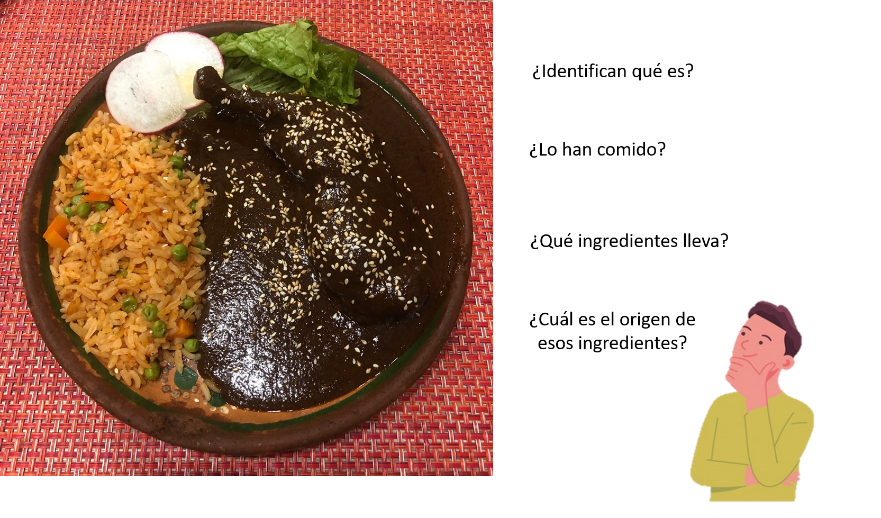 ¿Identifican qué es?
¿Lo han comido?
¿Qué ingredientes lleva?
¿Cuál es el origen de
esos ingredientes?